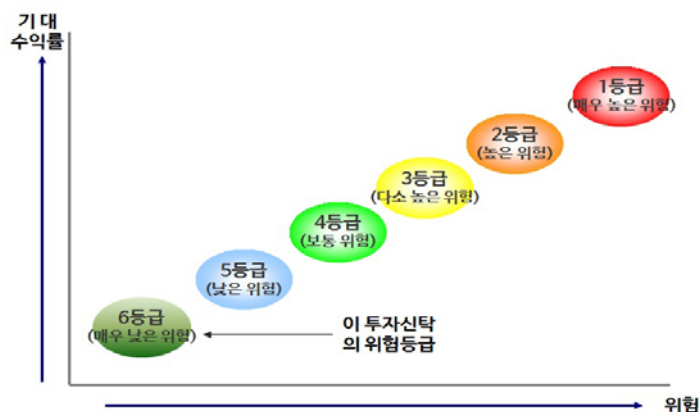 기 대
수익률
1등급
(매우 높은 위험)
2등급
(높은 위험)
3등급
(다소 높은 위험)
4등급
(보통 위험)
5등급
(낮은 위험)
6등급
(매우 낮은 위험)
이 투자신탁
의 위험등급
위험